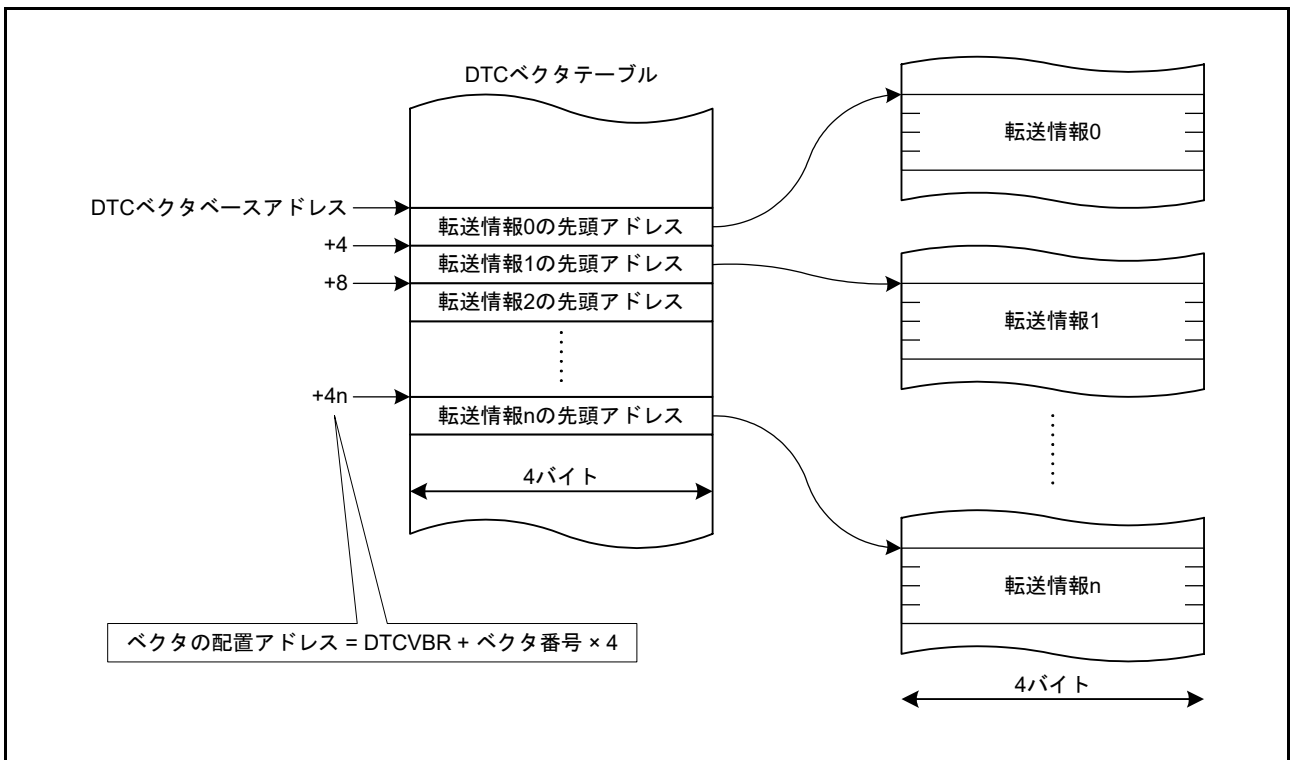 DTCベクタテーブル
DTCベクタベースアドレス
転送情報0の先頭アドレス
+4
転送情報1の先頭アドレス
+8
転送情報2の先頭アドレス
+4n
転送情報nの先頭アドレス
4バイト
ベクタの配置アドレス = DTCVBR + ベクタ番号 × 4
転送情報0
転送情報1
転送情報n
4バイト